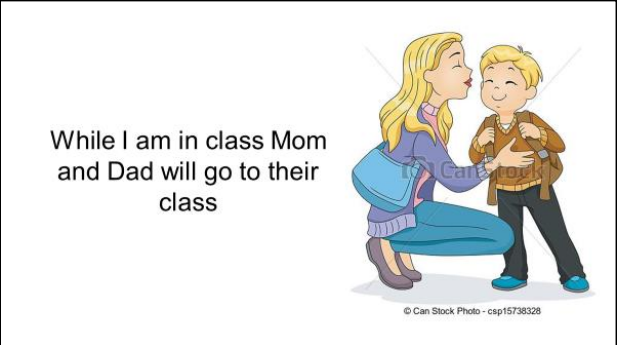 While I am in class Mom
and Dad will go to their
class
Can Stock
© Can Stock Photo - csp15738328